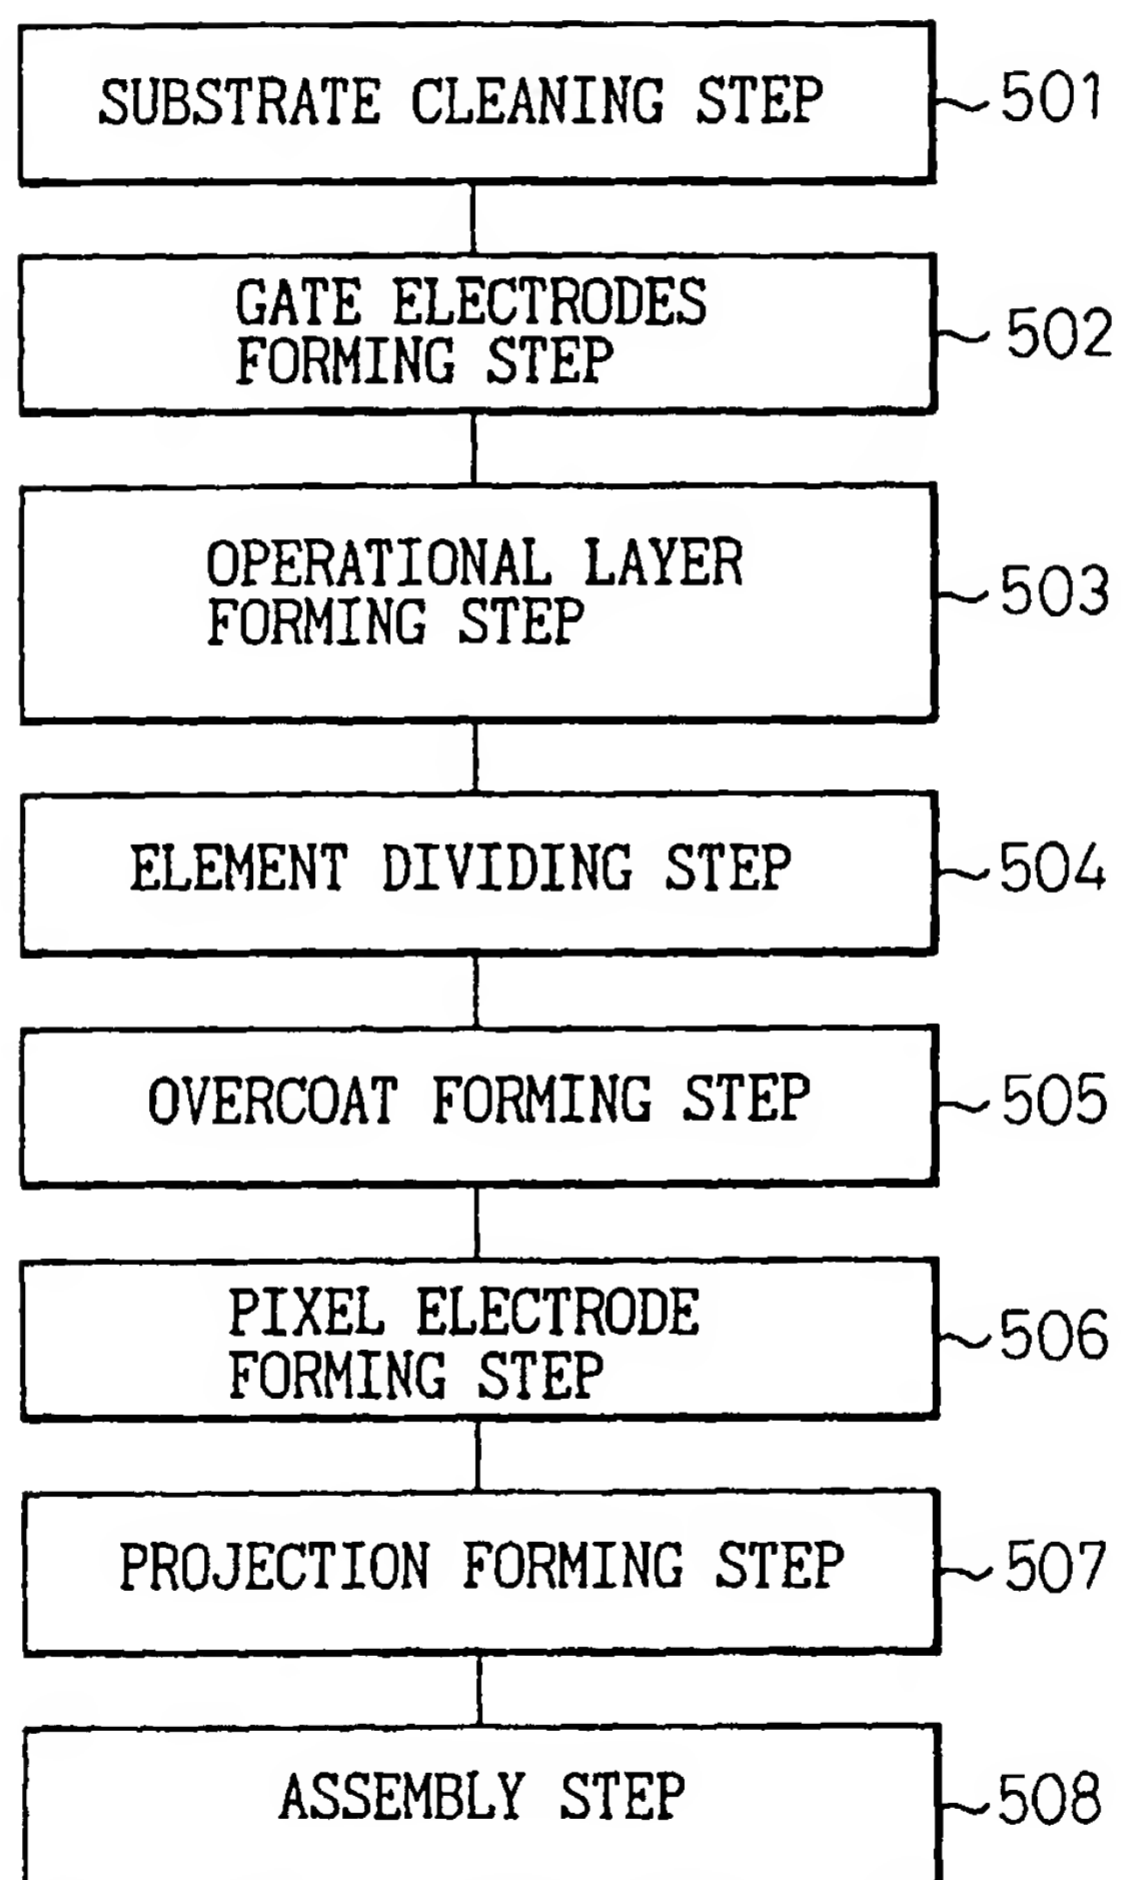 SUBSTRATE CLEANING STEP
501
GATE ELECTRODES
FORMING STEP
502
OPERATIONAL LAYER
FORMING STEP
503
ELEMENT DIVIDING STEP
504
OVERCOAT FORMING STEP
505
PIXEL ELECTRODE
FORMING STEP
506
PROJECTION FORMING STEP
507
ASSEMBLY STEP
508